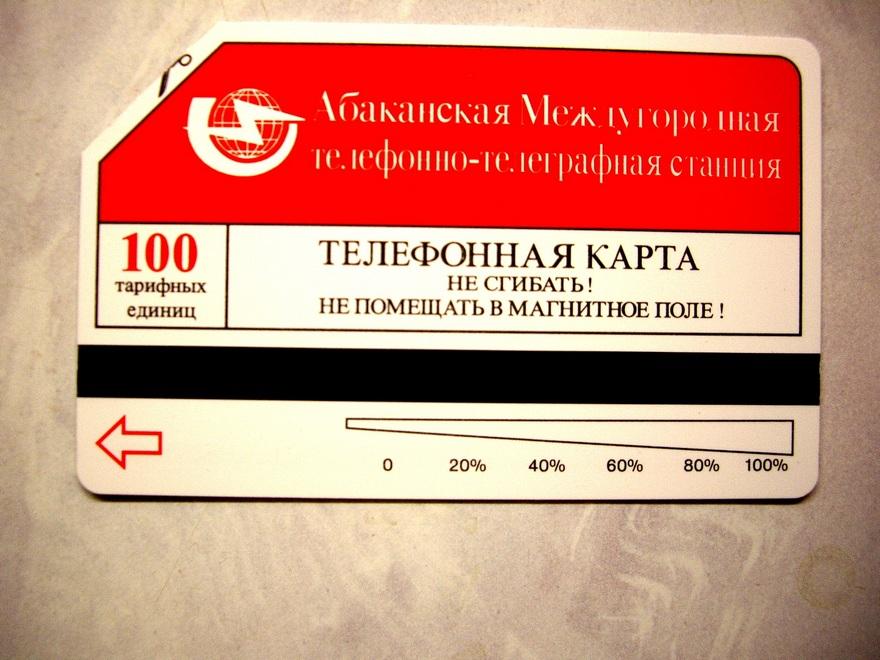 Абаканская Междугородная
телефонно-телеграфная станция
100
тарифных
единиц
ТЕЛЕФОННАЯ КАРТА
НЕ СГИБАТЬ !
НЕ ПОМЕЩАТЬ В МАГНИТНОЕ ПОЛЕ !
0 20% 40% 60% 80% 100%